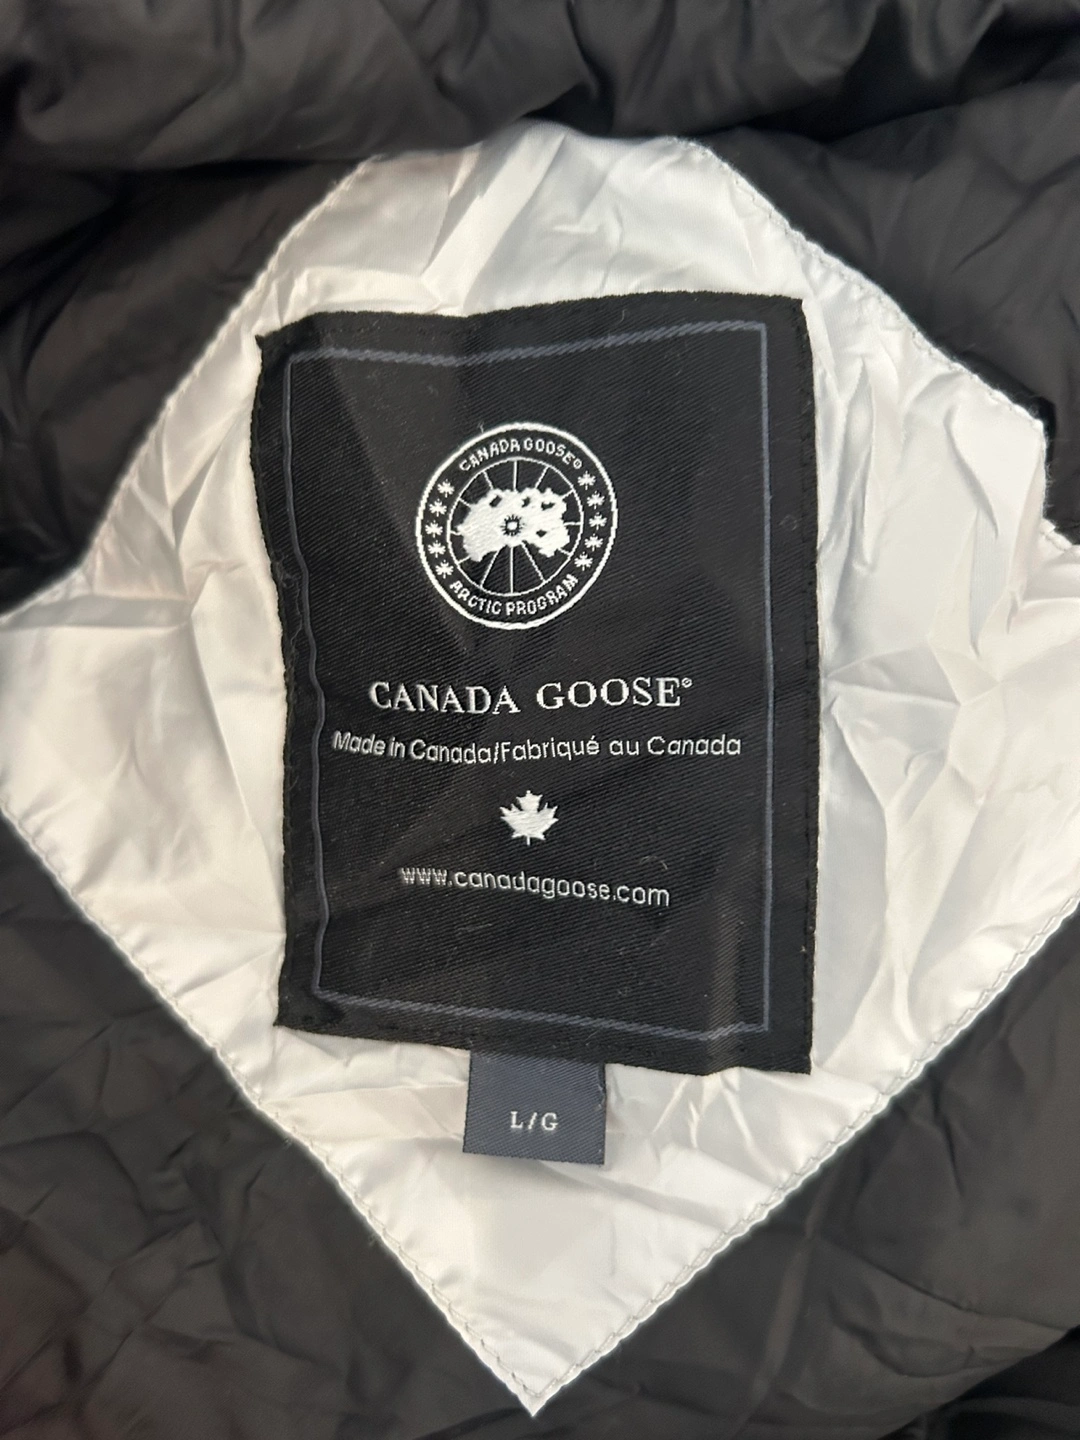 CANADA GOOSE®
ARCTIC PROGRAM
CANADA GOOSE®
Made in Canada/Fabriqué au Canada
www.canadagoose.com
L/G